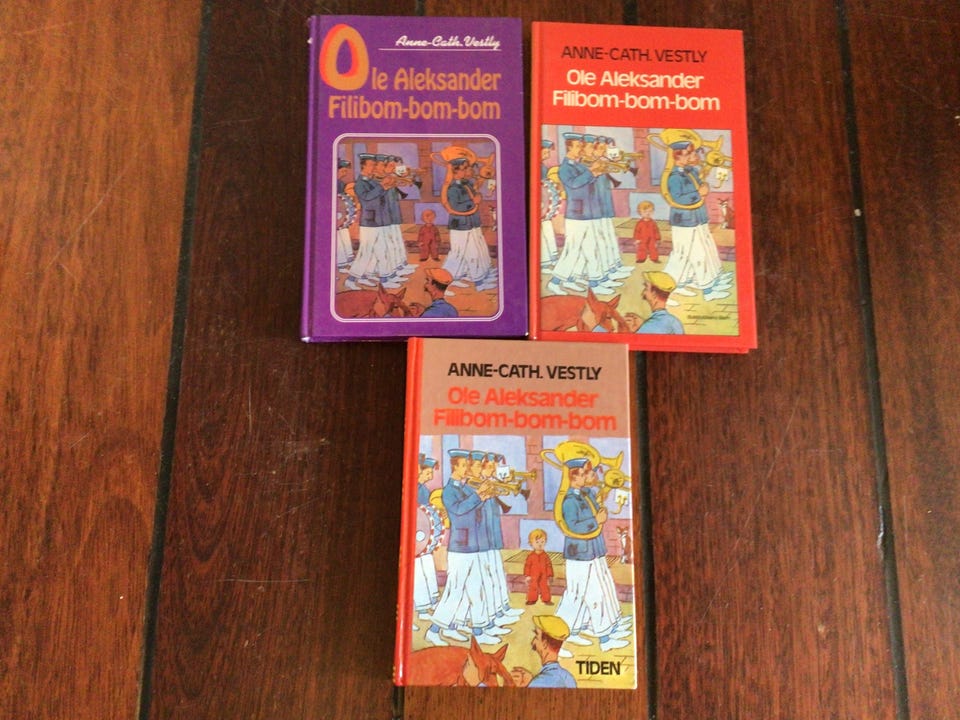 Anne-Cath. Vestly
Ole Aleksander
Filibom-bom-bom
ANNE-CATH. VESTLY
Ole Aleksander
Filibom-bom-bom
ANNE-CATH. VESTLY
Ole Aleksander
Filibom-bom-bom
TIDEN